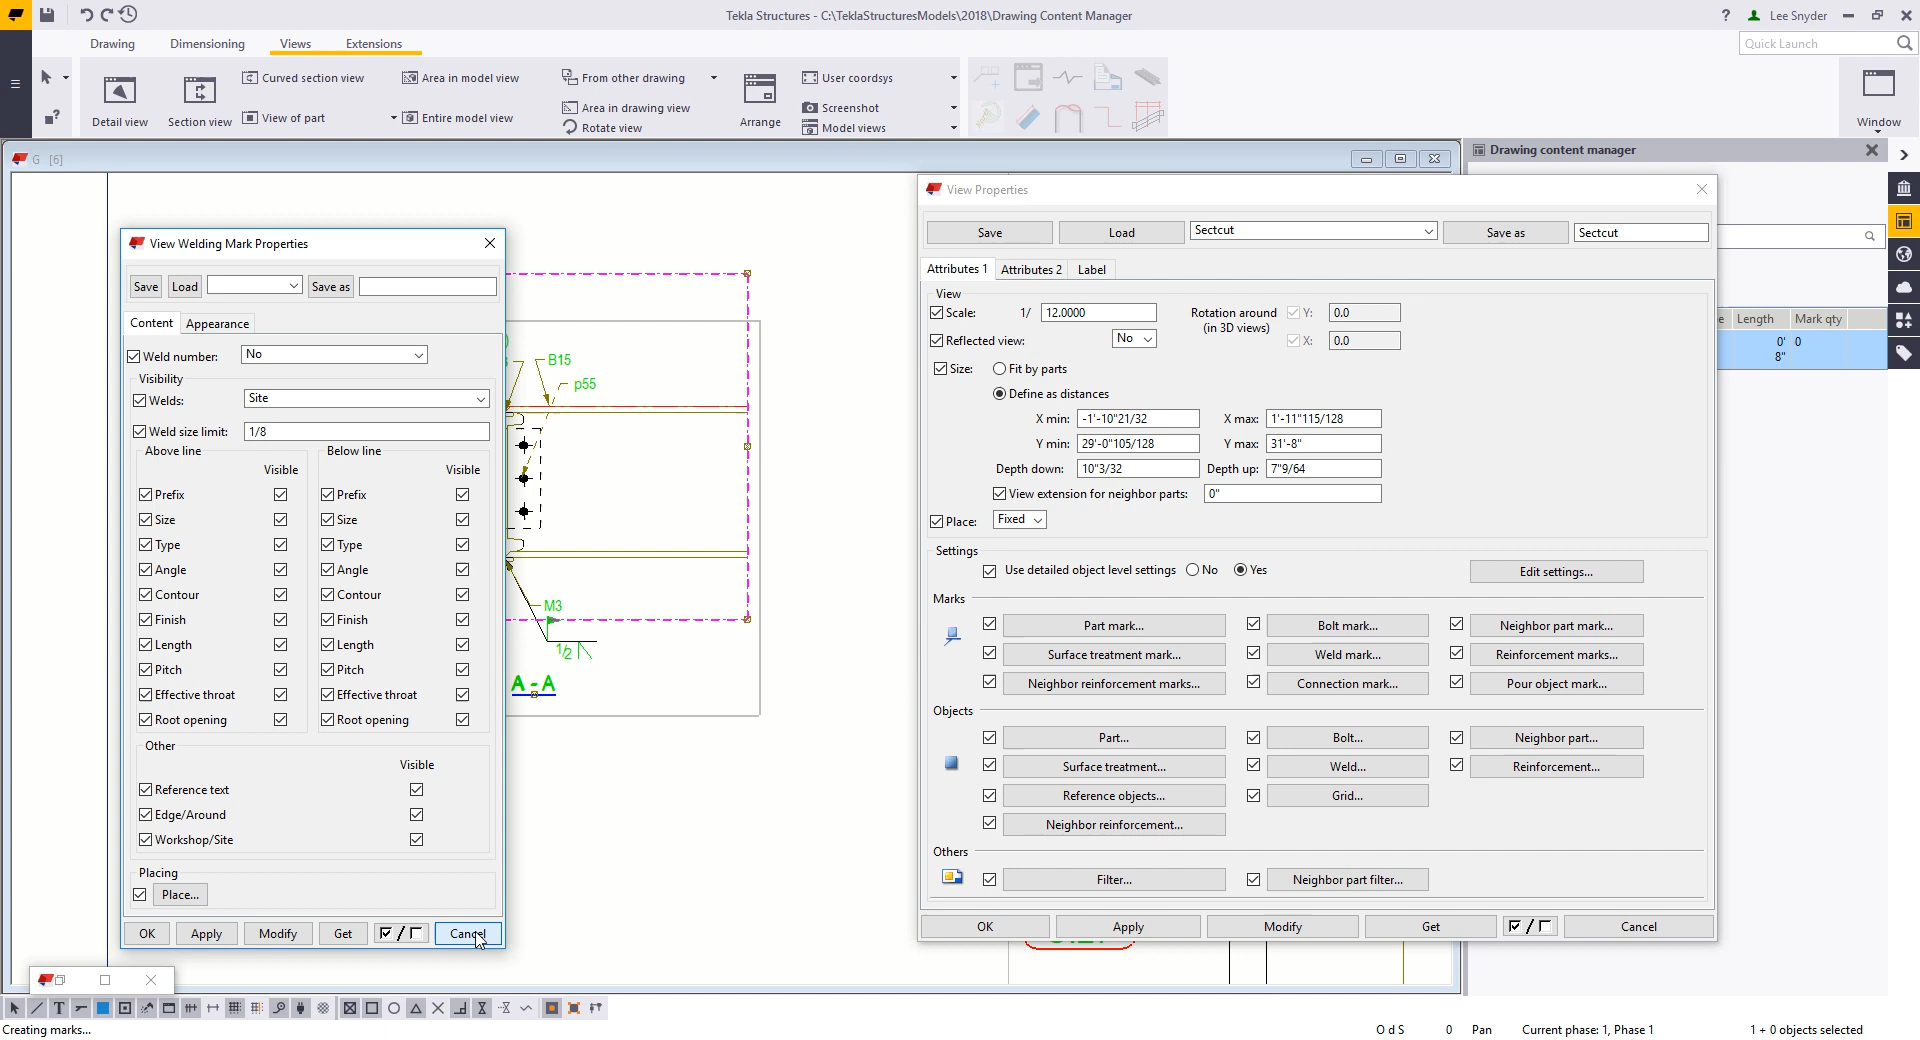 Tekla Structures - C:\TeklaStructuresModels\2018\Drawing Content Manager
? Lee Snyder
Drawing Dimensioning Views Extensions
Quick Launch
Detail view
Section view
Curved section view
View of part
Area in model view
Entire model view
From other drawing
Area in drawing view
Rotate view
Arrange
User coordsys
Screenshot
Model views
Window
G [6]
Drawing content manager
e Length Mark qty
0' 0
8"
View Welding Mark Properties
Save Load Save as
Content Appearance
Weld number: No
Visibility
Welds: Site
Weld size limit: 1/8
Above line Below line
Visible Visible
Prefix Prefix
Size Size
Type Type
Angle Angle
Contour Contour
Finish Finish
Length Length
Pitch Pitch
Effective throat Effective throat
Root opening Root opening
Other
Visible
Reference text
Edge/Around
Workshop/Site
Placing
Place...
OK Apply Modify Get / Cancel
B15
p55
M3
1/2
A - A
View Properties
Save Load Sectcut Save as Sectcut
Attributes 1 Attributes 2 Label
View
Scale: 1/ 12.0000 Rotation around Y: 0.0
(in 3D views)
Reflected view: No X: 0.0
Size: Fit by parts
Define as distances
X min: -1'-10"21/32 X max: 1'-11"115/128
Y min: 29'-0"105/128 Y max: 31'-8"
Depth down: 10"3/32 Depth up: 7"9/64
View extension for neighbor parts: 0"
Place: Fixed
Settings
Use detailed object level settings No Yes Edit settings...
Marks
Part mark... Bolt mark... Neighbor part mark...
Surface treatment mark... Weld mark... Reinforcement marks...
Neighbor reinforcement marks... Connection mark... Pour object mark...
Objects
Part... Bolt... Neighbor part...
Surface treatment... Weld... Reinforcement...
Reference objects... Grid...
Neighbor reinforcement...
Others
Filter... Neighbor part filter...
OK Apply Modify Get / Cancel
Creating marks...
O d S 0 Pan Current phase: 1, Phase 1 1 + 0 objects selected